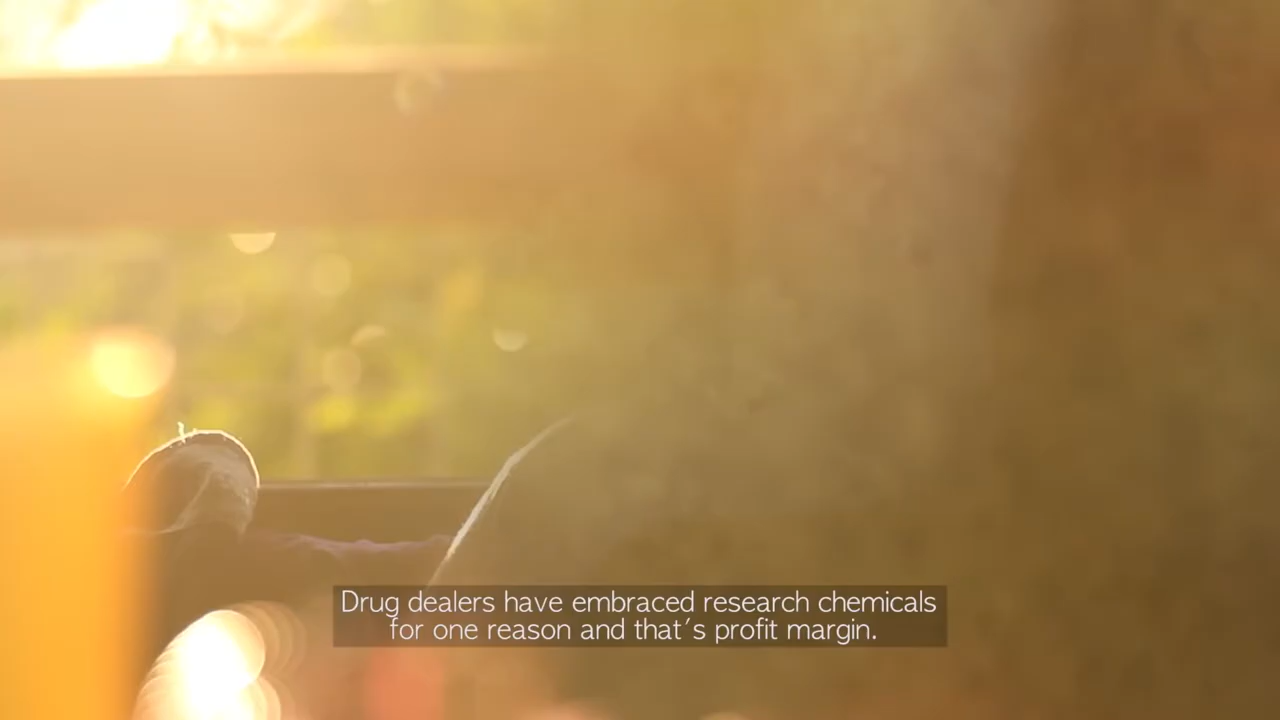 Drug dealers have embraced research chemicals
for one reason and that's profit margin.